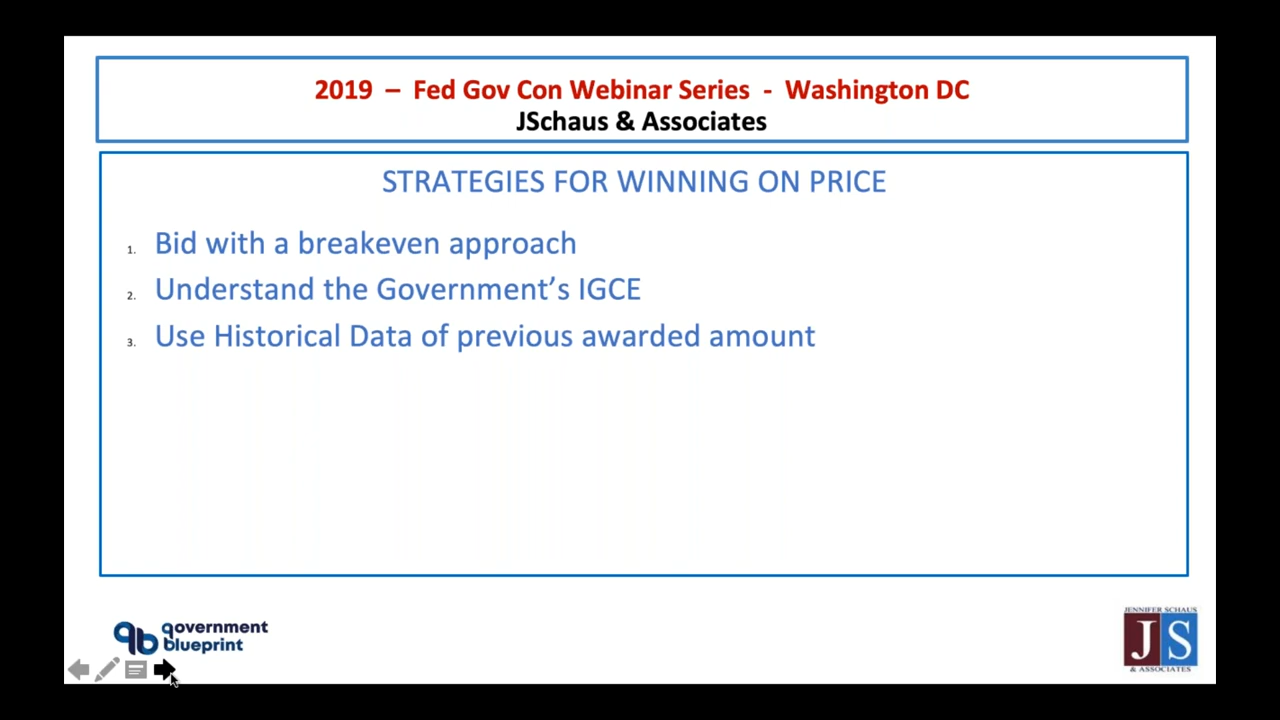 2019 – Fed Gov Con Webinar Series - Washington DC
JSchaus & Associates
STRATEGIES FOR WINNING ON PRICE
1. Bid with a breakeven approach
2. Understand the Government’s IGCE
3. Use Historical Data of previous awarded amount
gb government
blueprint
JENNIFER SCHAUS
JS
& ASSOCIATES